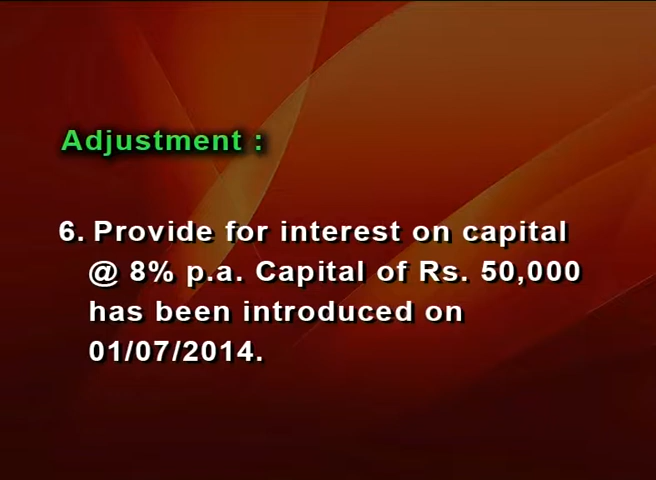 Adjustment :
6. Provide for interest on capital
@ 8% p.a. Capital of Rs. 50,000
has been introduced on
01/07/2014.